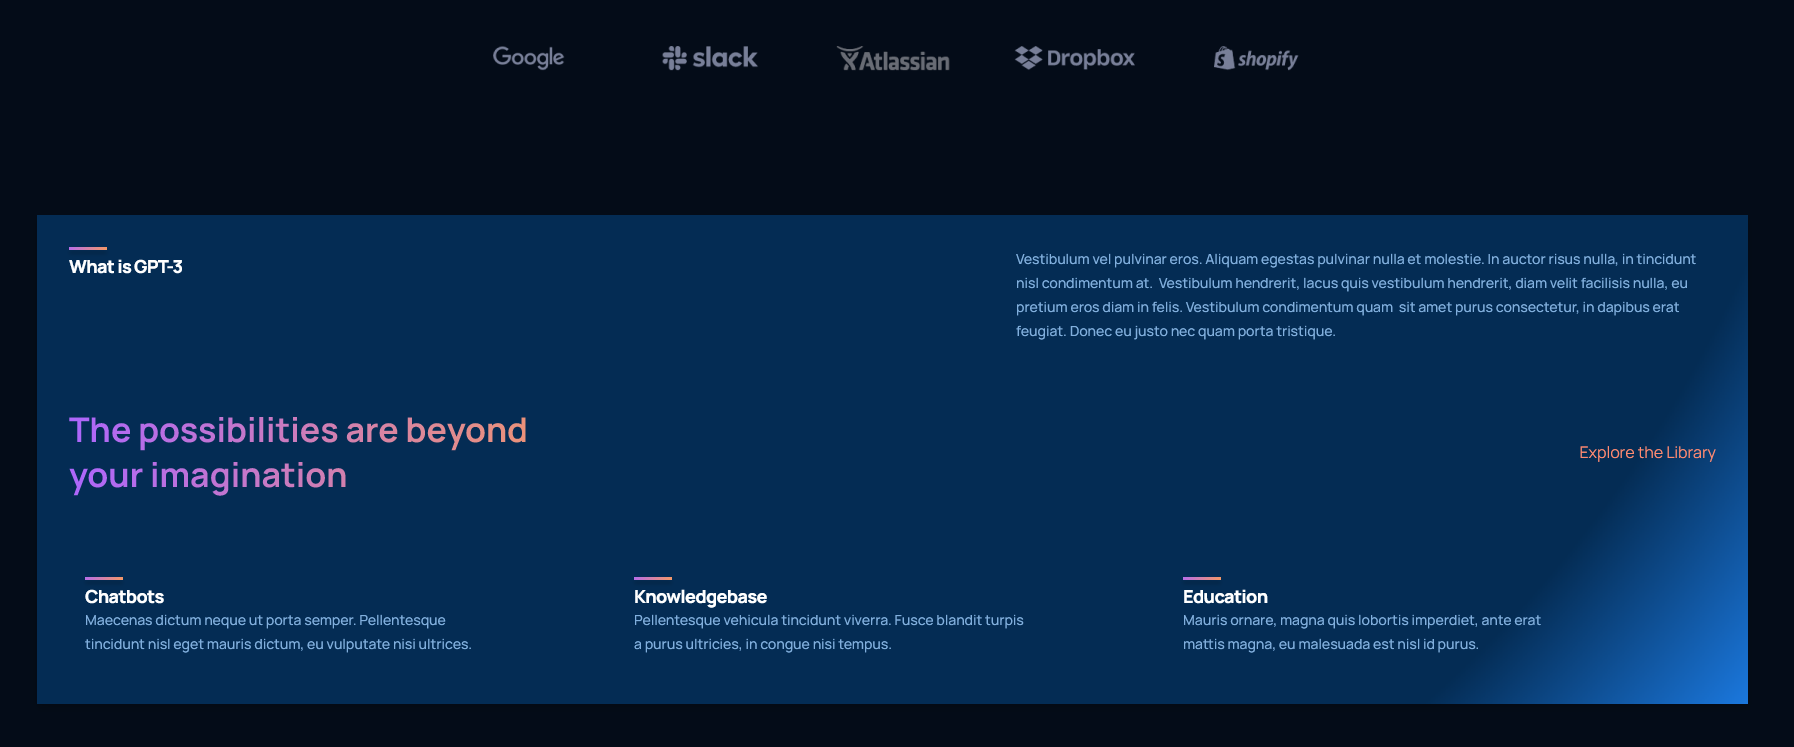 Google slack Atlassian Dropbox shopify
What is GPT-3
Vestibulum vel pulvinar eros. Aliquam egestas pulvinar nulla et molestie. In auctor risus nulla, in tincidunt
nisl condimentum at. Vestibulum hendrerit, lacus quis vestibulum hendrerit, diam velit facilisis nulla, eu
pretium eros diam in felis. Vestibulum condimentum quam sit amet purus consectetur, in dapibus erat
feugiat. Donec eu justo nec quam porta tristique.
The possibilities are beyond
your imagination
Explore the Library
Chatbots
Maecenas dictum neque ut porta semper. Pellentesque
tincidunt nisl eget mauris dictum, eu vulputate nisi ultrices.
Knowledgebase
Pellentesque vehicula tincidunt viverra. Fusce blandit turpis
a purus ultricies, in congue nisi tempus.
Education
Mauris ornare, magna quis lobortis imperdiet, ante erat
mattis magna, eu malesuada est nisl id purus.